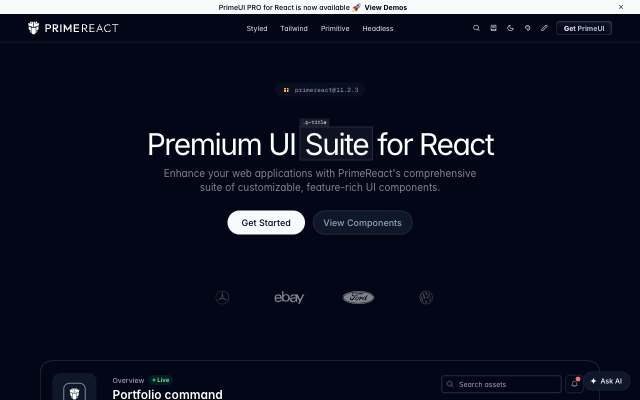 PrimeUI PRO for React is now available 🚀 View Demos ×
PRIMEREACT Styled Tailwind Primitive Headless Get PrimeUI
primereact@11.2.3
Premium UI Suite for React
Enhance your web applications with PrimeReact's comprehensive
suite of customizable, feature-rich UI components.
Get Started View Components
ebay Ford
Overview Live
Portfolio command
Search assets
Ask AI